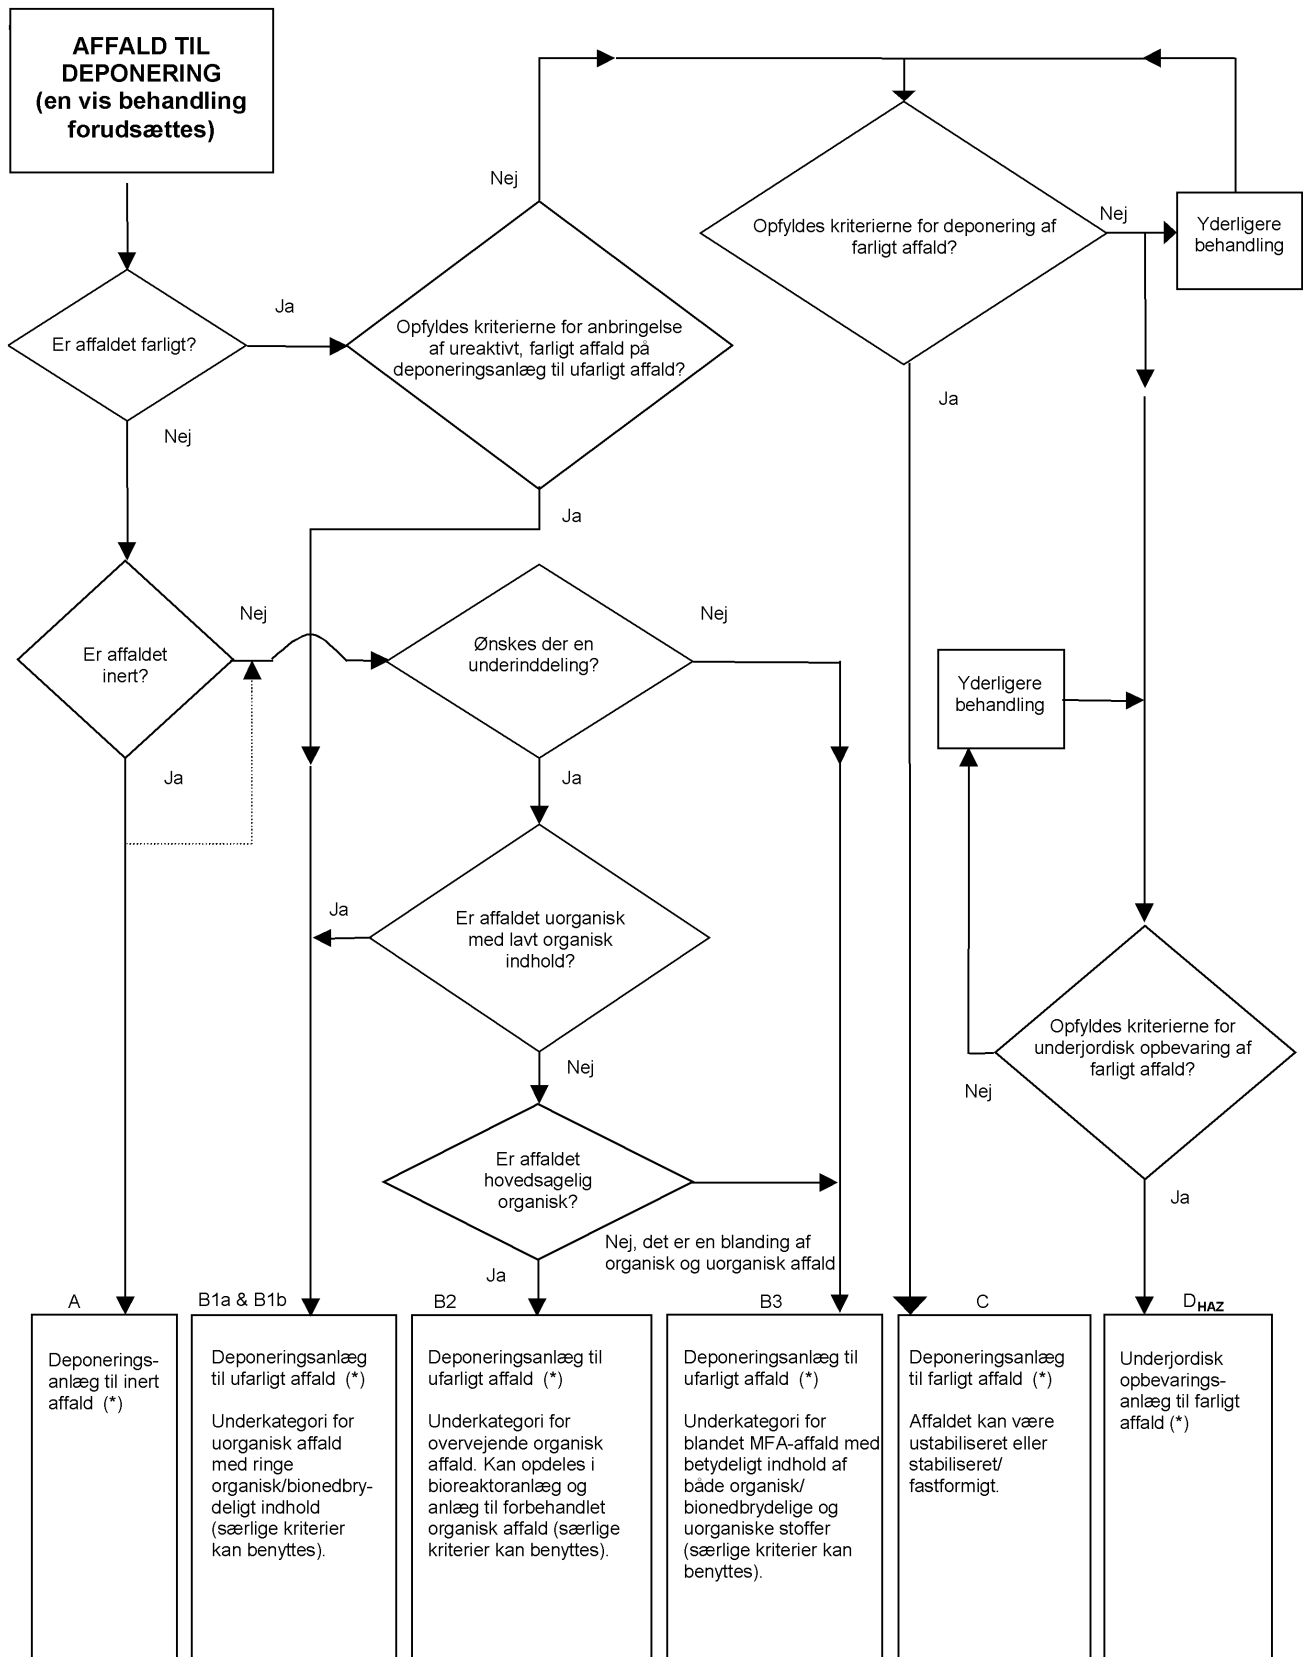 AFFALD TIL
DEPONERING
(en vis behandling
forudsættes)
Nej
Opfyldes kriterierne for deponering af
farligt affald?
Nej
Yderligere
behandling
Er affaldet farligt?
Ja
Opfyldes kriterierne for anbringelse
af ureaktivt, farligt affald på
deponeringsanlæg til ufarligt affald?
Ja
Nej
Ja
Er affaldet
inert?
Nej
Ønskes der en
underinddeling?
Nej
Yderligere
behandling
Ja
Ja
Er affaldet uorganisk
med lavt organisk
indhold?
Ja
Nej
Opfyldes kriterierne for
underjordisk opbevaring af
farligt affald?
Nej
Ja
Er affaldet
hovedsagelig
organisk?
Nej, det er en blanding af
organisk og uorganisk affald
Ja
A
Deponerings-
anlæg til inert
affald (*)
B1a & B1b
Deponeringsanlæg
til ufarligt affald (*)
Underkategori for
uorganisk affald
med ringe
organisk/bionedbry-
deligt indhold
(særlige kriterier
kan benyttes).
B2
Deponeringsanlæg til
ufarligt affald (*)
Underkategori for
overvejende organisk
affald. Kan opdeles i
bioreaktoranlæg og
anlæg til forbehandlet
organisk affald (særlige
kriterier kan benyttes).
B3
Deponeringsanlæg til
ufarligt affald (*)
Underkategori for
blandet MFA-affald med
betydeligt indhold af
både organisk/
bionedbrydelige og
uorganiske stoffer
(særlige kriterier kan
benyttes).
C
Deponeringsanlæg
til farligt affald (*)
Affaldet kan være
ustabiliseret eller
stabiliseret/
fastformigt.
DHAZ
Underjordisk
opbevarings-
anlæg til farligt
affald (*)